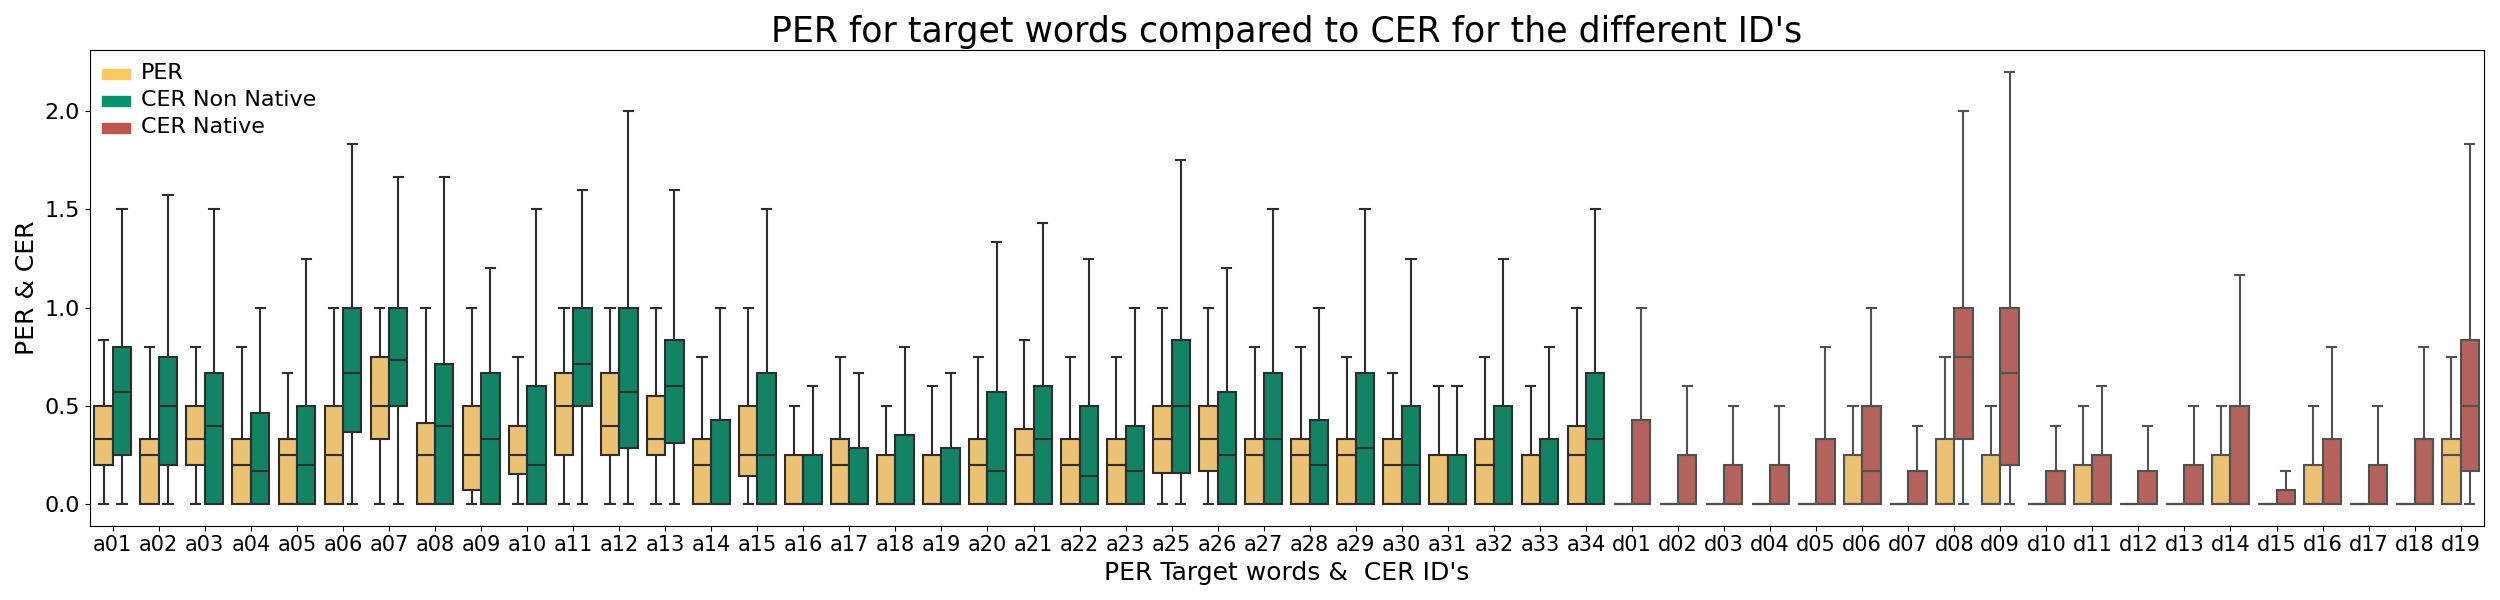 PER for target words compared to CER for the different ID's
PER
CER Non Native
CER Native
PER & CER
2.0
1.5
1.0
0.5
0.0
a01 a02 a03 a04 a05 a06 a07 a08 a09 a10 a11 a12 a13 a14 a15 a16 a17 a18 a19 a20 a21 a22 a23 a25 a26 a27 a28 a29 a30 a31 a32 a33 a34 d01 d02 d03 d04 d05 d06 d07 d08 d09 d10 d11 d12 d13 d14 d15 d16 d17 d18 d19
PER Target words &  CER ID's